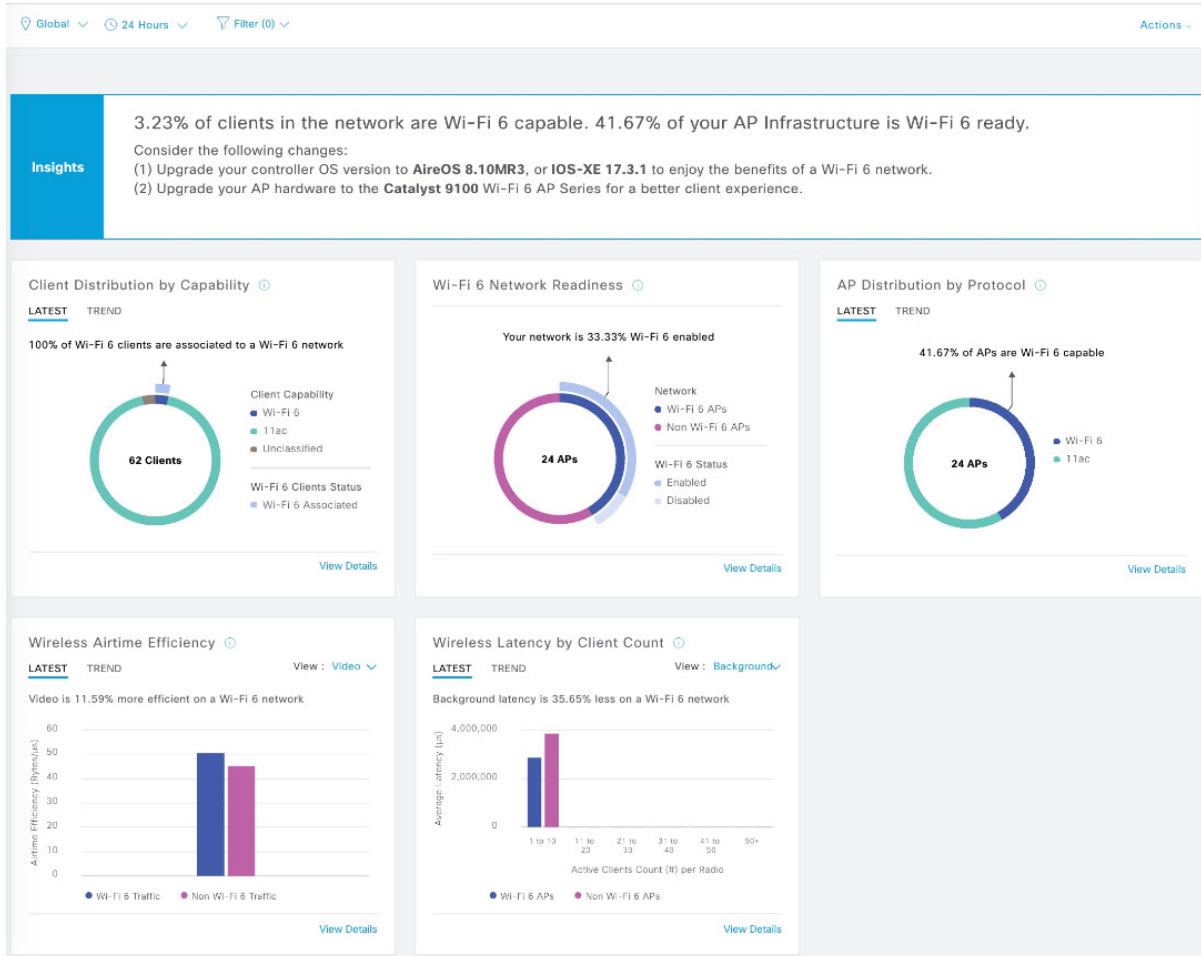 Global 24 Hours Filter (0) Actions
Insights
3.23% of clients in the network are Wi-Fi 6 capable. 41.67% of your AP Infrastructure is Wi-Fi 6 ready.
Consider the following changes:
(1) Upgrade your controller OS version to AireOS 8.10MR3, or IOS-XE 17.3.1 to enjoy the benefits of a Wi-Fi 6 network.
(2) Upgrade your AP hardware to the Catalyst 9100 Wi-Fi 6 AP Series for a better client experience.
Client Distribution by Capability
LATEST TREND
100% of Wi-Fi 6 clients are associated to a Wi-Fi 6 network
62 Clients
Client Capability
Wi-Fi 6
11ac
Unclassified
Wi-Fi 6 Clients Status
Wi-Fi 6 Associated
View Details
Wi-Fi 6 Network Readiness
Your network is 33.33% Wi-Fi 6 enabled
24 APs
Network
Wi-Fi 6 APs
Non Wi-Fi 6 APs
Wi-Fi 6 Status
Enabled
Disabled
View Details
AP Distribution by Protocol
LATEST TREND
41.67% of APs are Wi-Fi 6 capable
24 APs
Wi-Fi 6
11ac
View Details
Wireless Airtime Efficiency
LATEST TREND View : Video
Video is 11.59% more efficient on a Wi-Fi 6 network
Airtime Efficiency (Bytes/µs)
60
50
40
30
20
10
0
Wi-Fi 6 Traffic Non Wi-Fi 6 Traffic
View Details
Wireless Latency by Client Count
LATEST TREND View : Background
Background latency is 35.65% less on a Wi-Fi 6 network
Average Latency (µs)
4,000,000
2,000,000
0
1 to 10 11 to 20 21 to 30 31 to 40 41 to 50 50+
Active Clients Count (#) per Radio
Wi-Fi 6 APs Non Wi-Fi 6 APs
View Details